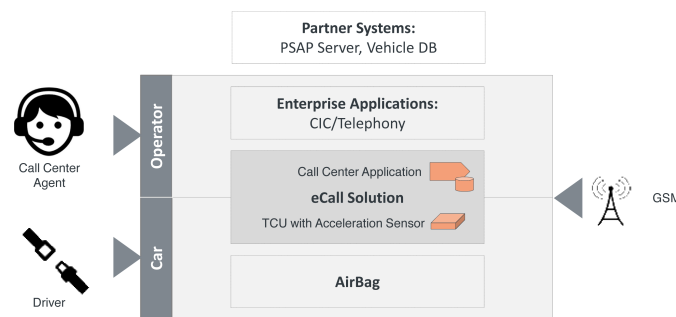 Partner Systems:
PSAP Server, Vehicle DB
Enterprise Applications:
CIC/Telephony
Operator
Call Center
Agent
Call Center Application
eCall Solution
TCU with Acceleration Sensor
GSM
Car
Driver
AirBag